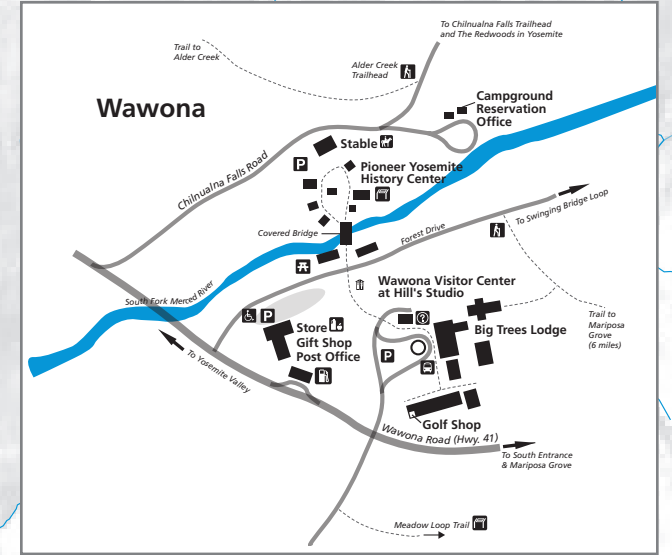 To Chilnualna Falls Trailhead
and The Redwoods in Yosemite
Trail to
Alder Creek
Alder Creek
Trailhead
Wawona
Campground
Reservation
Office
Stable
P
Pioneer Yosemite
History Center
Chilnualna Falls Road
Covered Bridge
Forest Drive
To Swinging Bridge Loop
South Fork Merced River
Wawona Visitor Center
at Hill's Studio
P
Store
Gift Shop
Post Office
Big Trees Lodge
Trail to
Mariposa
Grove
(6 miles)
P
To Yosemite Valley
Golf Shop
Wawona Road (Hwy. 41)
To South Entrance
& Mariposa Grove
Meadow Loop Trail